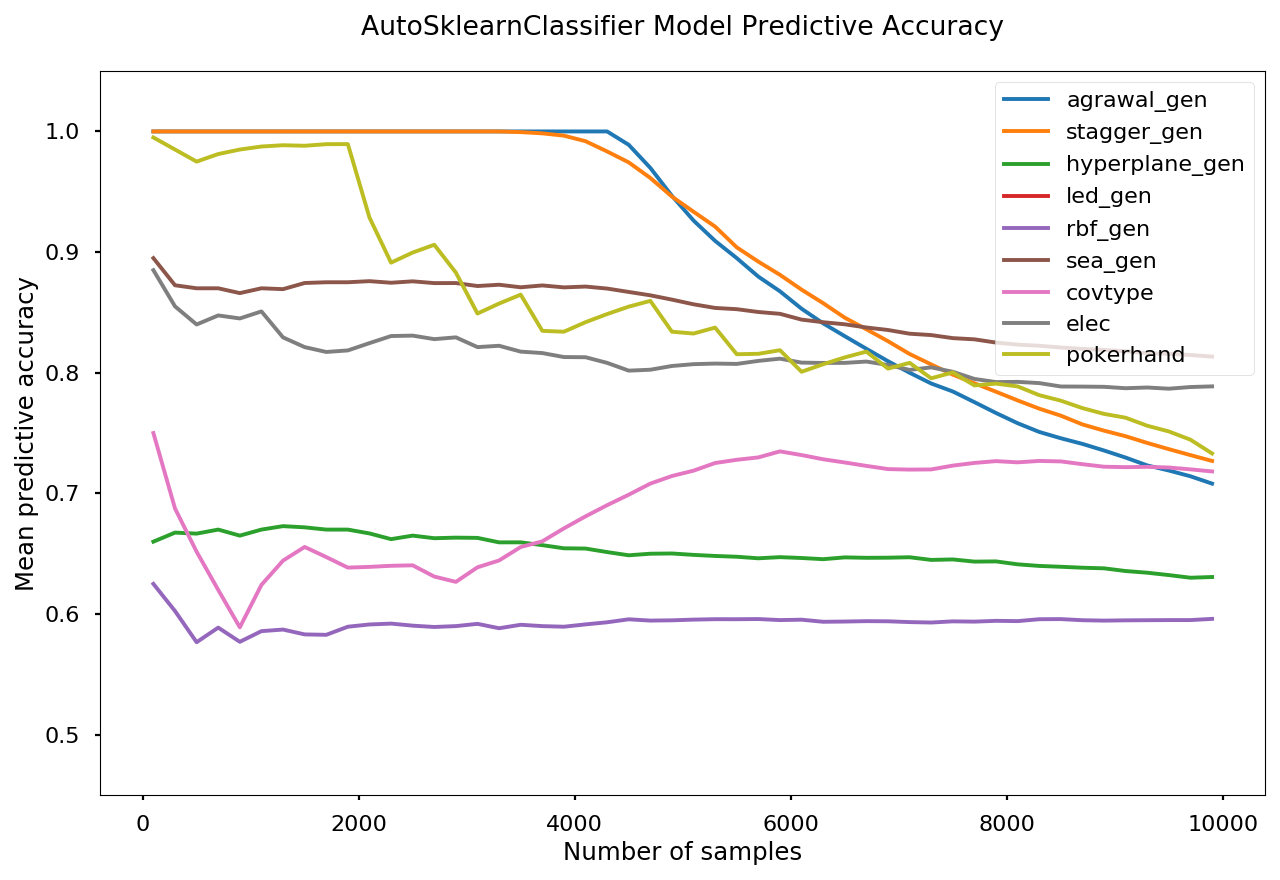 AutoSklearnClassifier Model Predictive Accuracy
agrawal_gen
stagger_gen
hyperplane_gen
led_gen
rbf_gen
sea_gen
covtype
elec
pokerhand
Mean predictive accuracy
1.0
0.9
0.8
0.7
0.6
0.5
0 2000 4000 6000 8000 10000
Number of samples